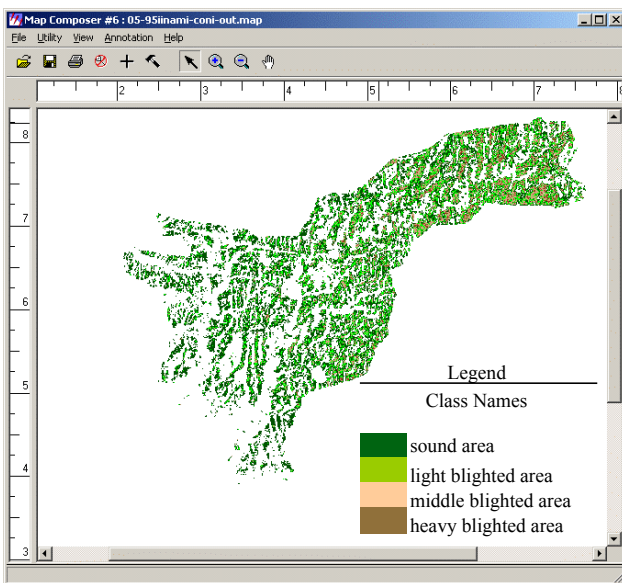 Map Composer #6 : 05-95iinami-coni-out.map
File Utility View Annotation Help
2 3 4 5 6 7 8
8
7
6
5
4
3
Legend
Class Names
sound area
light blighted area
middle blighted area
heavy blighted area